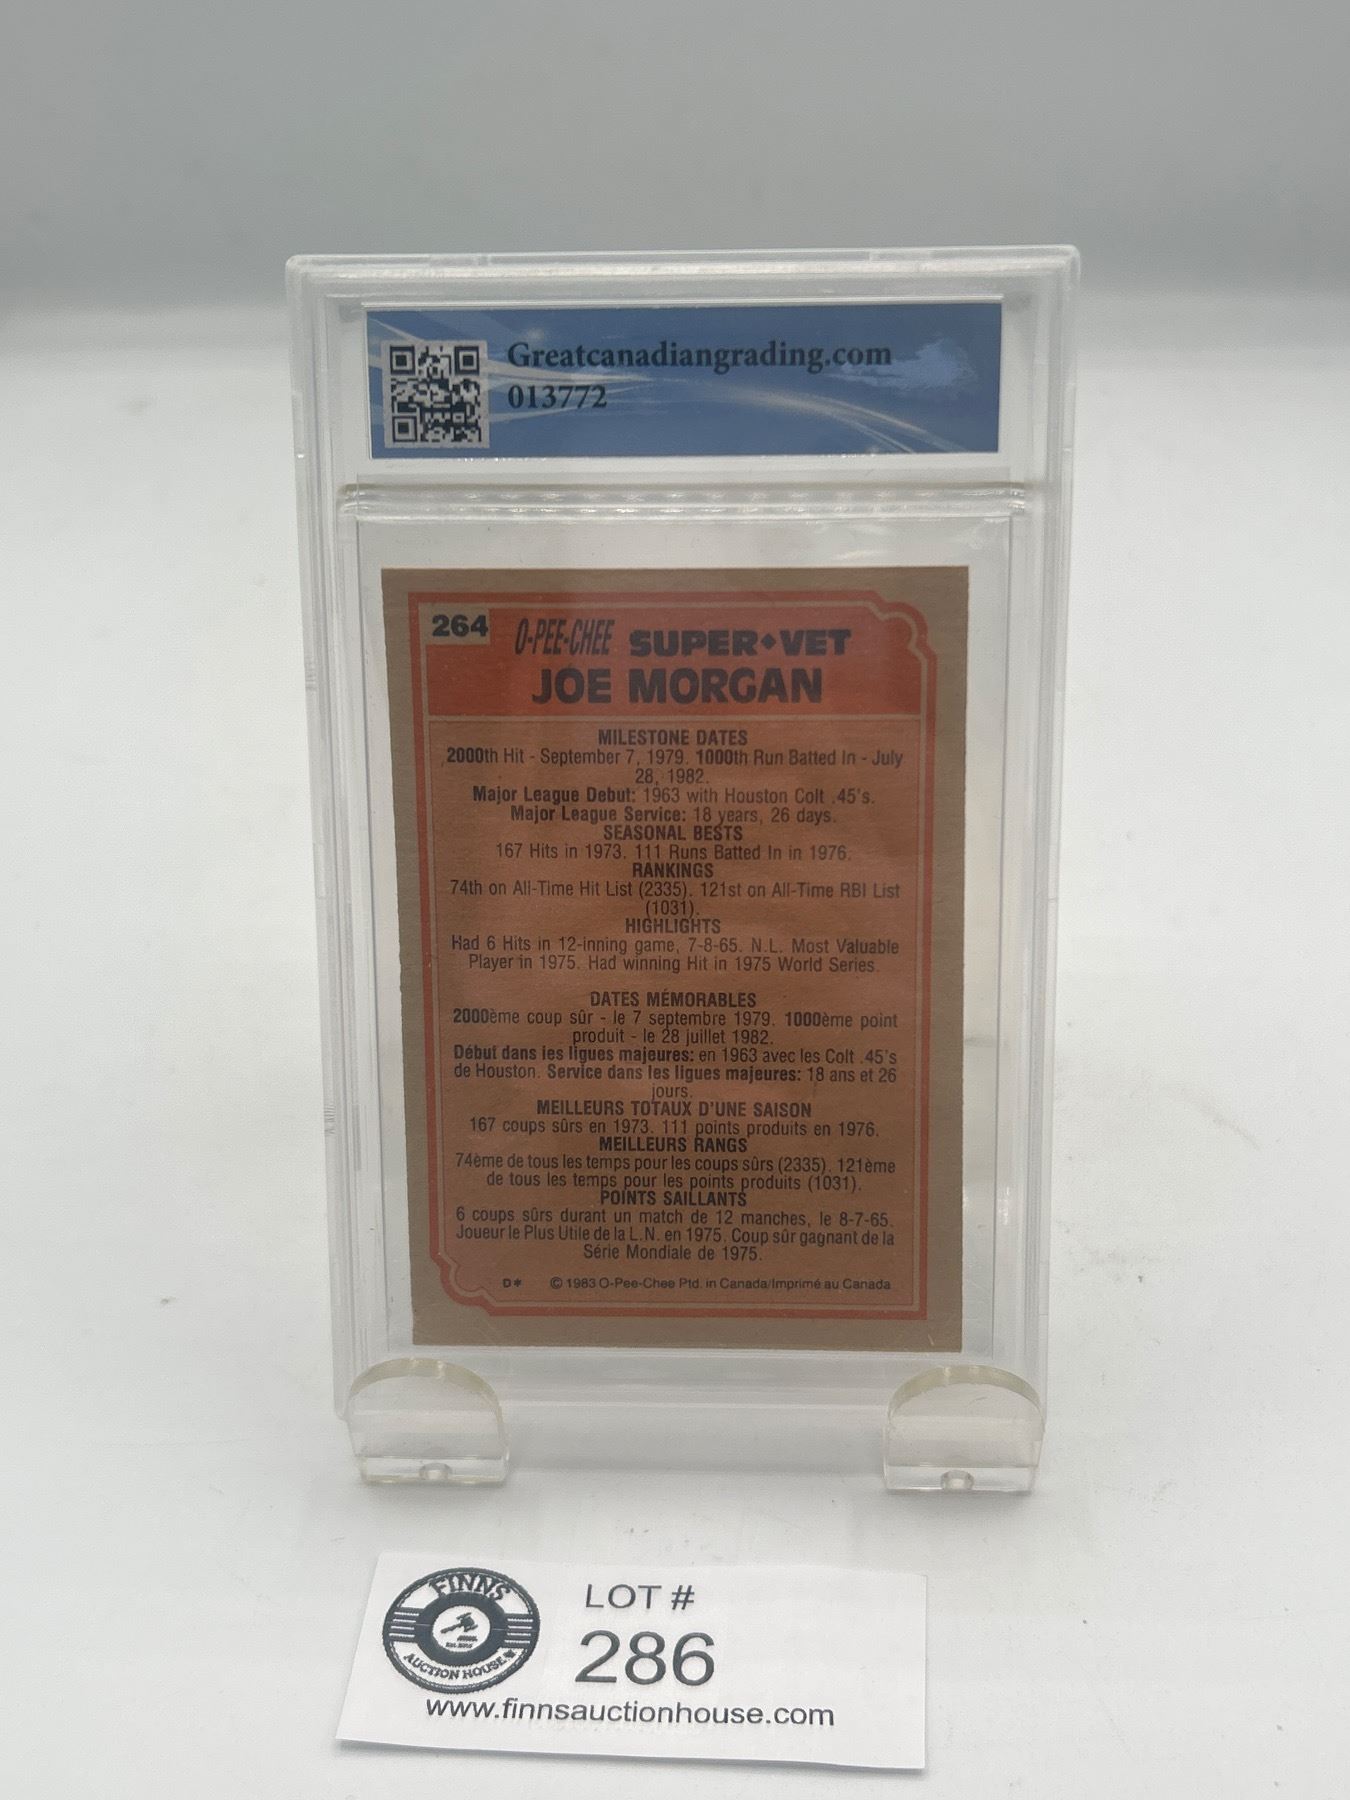 Greatcanadiangrading.com
013772
264 O-PEE-CHEE SUPER♦VET
JOE MORGAN
MILESTONE DATES
2000th Hit - September 7, 1979. 1000th Run Batted In - July
28, 1982.
Major League Debut: 1963 with Houston Colt .45's.
Major League Service: 18 years, 26 days.
SEASONAL BESTS
167 Hits in 1973. 111 Runs Batted In in 1976.
RANKINGS
74th on All-Time Hit List (2335). 121st on All-Time RBI List
(1031).
HIGHLIGHTS
Had 6 Hits in 12-inning game, 7-8-65. N.L. Most Valuable
Player in 1975. Had winning Hit in 1975 World Series.
DATES MÉMORABLES
2000ème coup sûr - le 7 septembre 1979. 1000ème point
produit - le 28 juillet 1982.
Début dans les ligues majeures: en 1963 avec les Colt .45's
de Houston. Service dans les ligues majeures: 18 ans et 26
jours.
MEILLEURS TOTAUX D'UNE SAISON
167 coups sûrs en 1973. 111 points produits en 1976.
MEILLEURS RANGS
74ème de tous les temps pour les coups sûrs (2335). 121ème
de tous les temps pour les points produits (1031).
POINTS SAILLANTS
6 coups sûrs durant un match de 12 manches, le 8-7-65.
Joueur le Plus Utile de la L.N. en 1975. Coup sûr gagnant de la
Série Mondiale de 1975.
D* © 1983 O-Pee-Chee Ptd. in Canada/Imprimé au Canada
FINNS
AUCTION HOUSE
LOT #
286
www.finnsauctionhouse.com